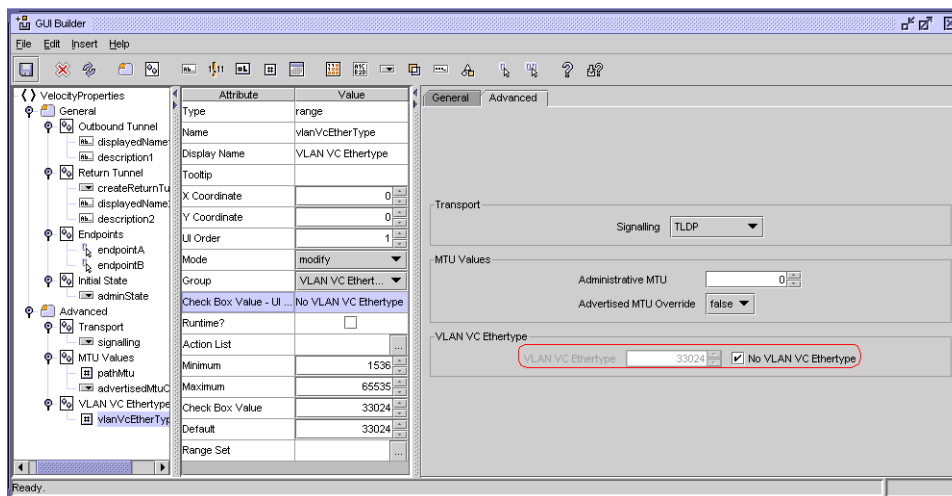 GUI Builder
File Edit Insert Help
VelocityProperties
General
Outbound Tunnel
displayedName
description1
Return Tunnel
createReturnTu
displayedName2
description2
Endpoints
endpointA
endpointB
Initial State
adminState
Advanced
Transport
signalling
MTU Values
pathMtu
advertisedMtuO
VLAN VC Ethertype
vlanVcEtherTyp
Attribute Value
Type range
Name vlanVcEtherType
Display Name VLAN VC Ethertype
Tooltip
X Coordinate 0
Y Coordinate 0
UI Order 1
Mode modify
Group VLAN VC Ethert...
Check Box Value - UI ... No VLAN VC Ethertype
Runtime?
Action List ...
Minimum 1536
Maximum 65535
Check Box Value 33024
Default 33024
Range Set ...
General Advanced
Transport
Signalling TLDP
MTU Values
Administrative MTU 0
Advertised MTU Override false
VLAN VC Ethertype
VLAN VC Ethertype 33024 No VLAN VC Ethertype
Ready.